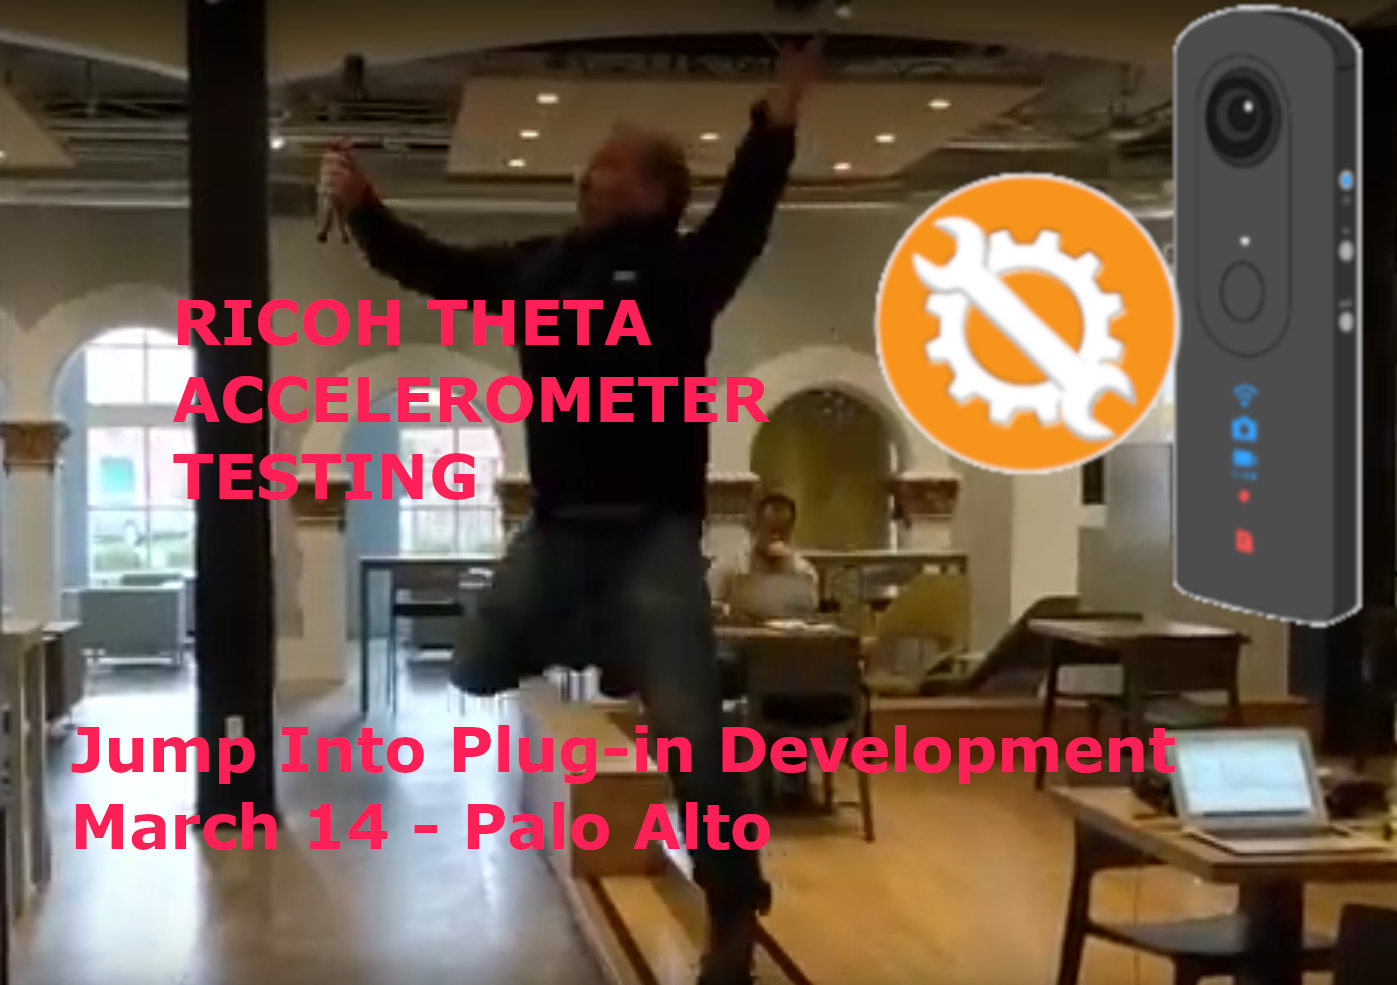 RICOH THETA
ACCELEROMETER
TESTING
Jump Into Plug-in Development
March 14 - Palo Alto